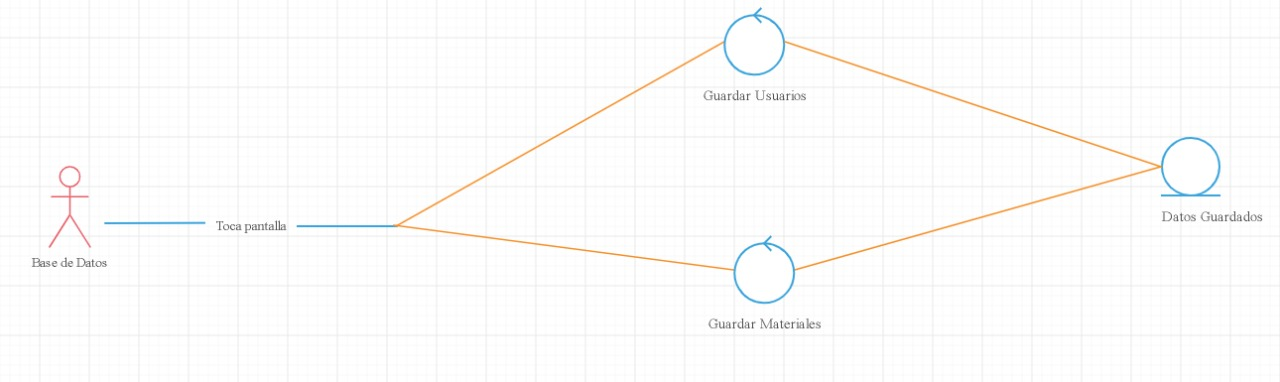 Guardar Usuarios
Datos Guardados
Toca pantalla
Base de Datos
Guardar Materiales